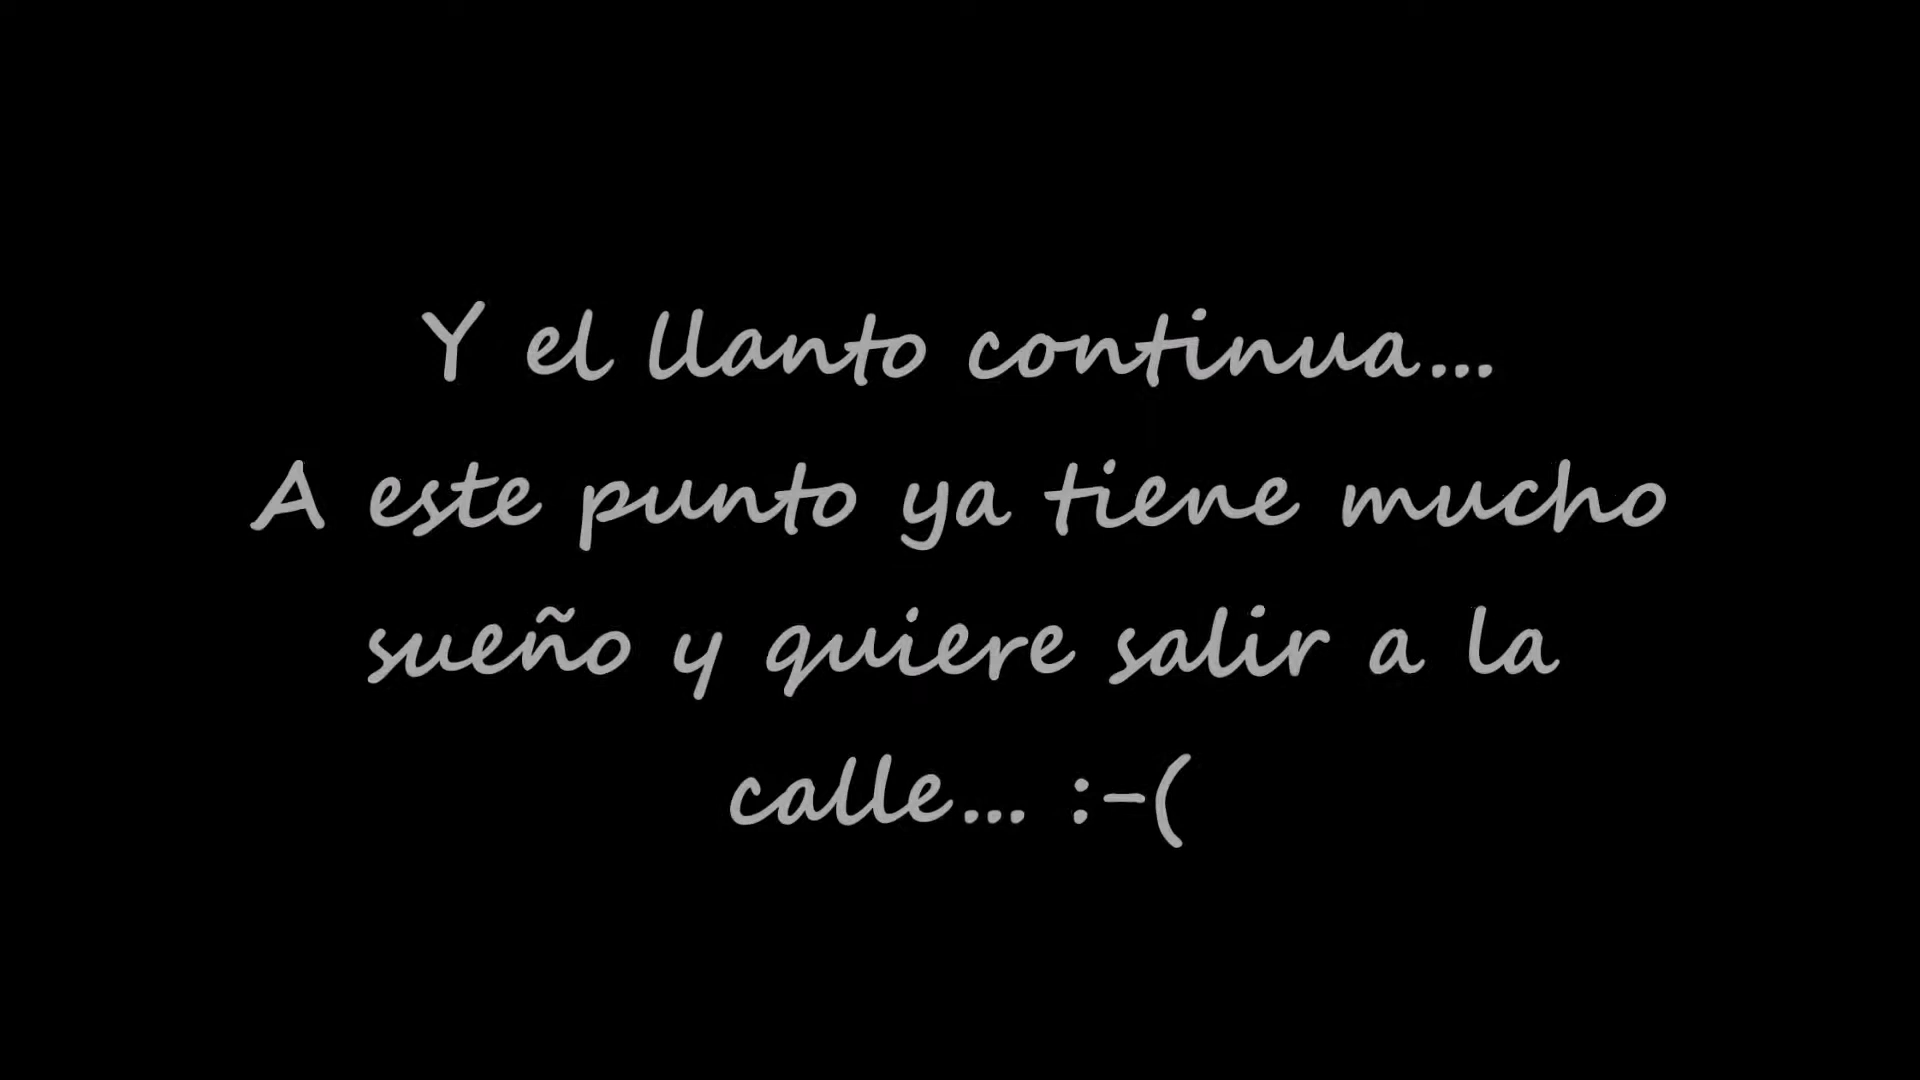 Y el llanto continua...
A este punto ya tiene mucho
sueño y quiere salir a la
calle... :-(